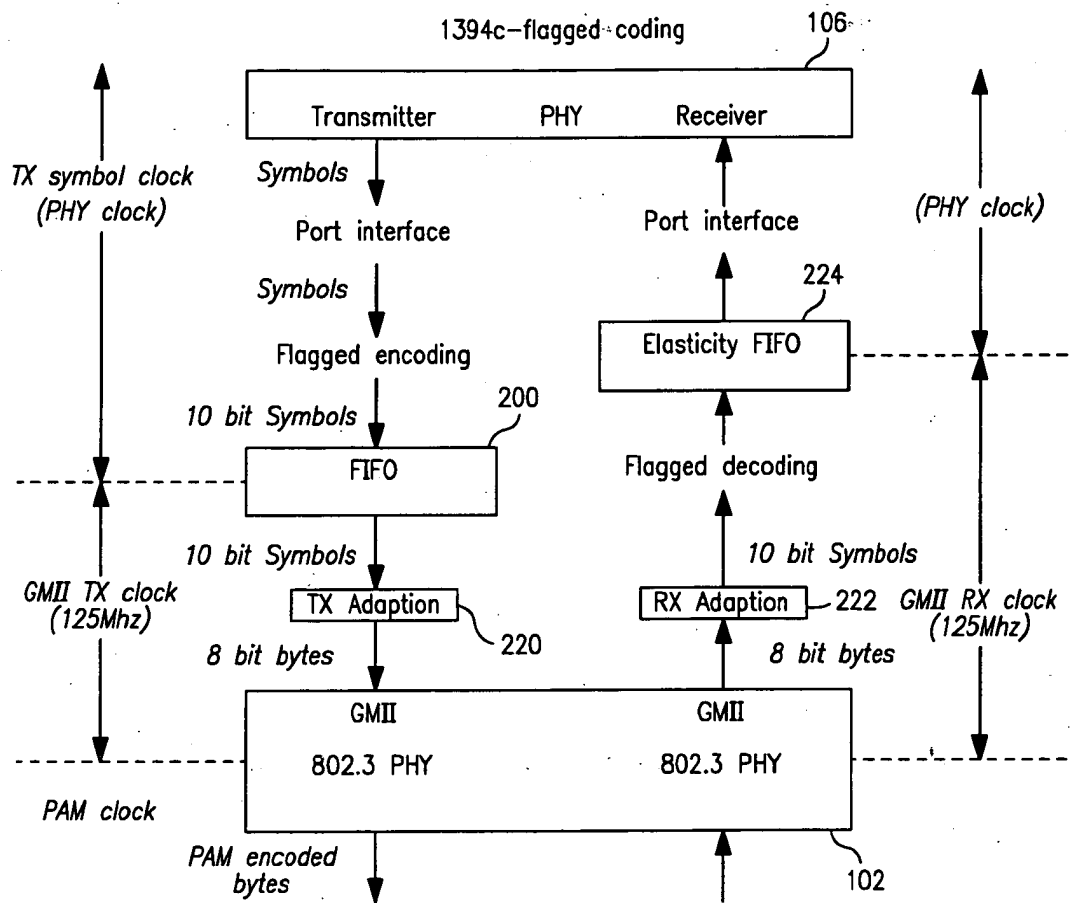 1394c-flagged coding
106
Transmitter PHY Receiver
TX symbol clock
(PHY clock)
Symbols
Port interface
Symbols
Flagged encoding
10 bit Symbols
200
FIFO
10 bit Symbols
GMII TX clock
(125Mhz)
TX Adaption
220
8 bit bytes
(PHY clock)
Port interface
224
Elasticity FIFO
Flagged decoding
10 bit Symbols
RX Adaption
222
GMII RX clock
(125Mhz)
8 bit bytes
GMII GMII
802.3 PHY 802.3 PHY
PAM clock
PAM encoded
bytes
102